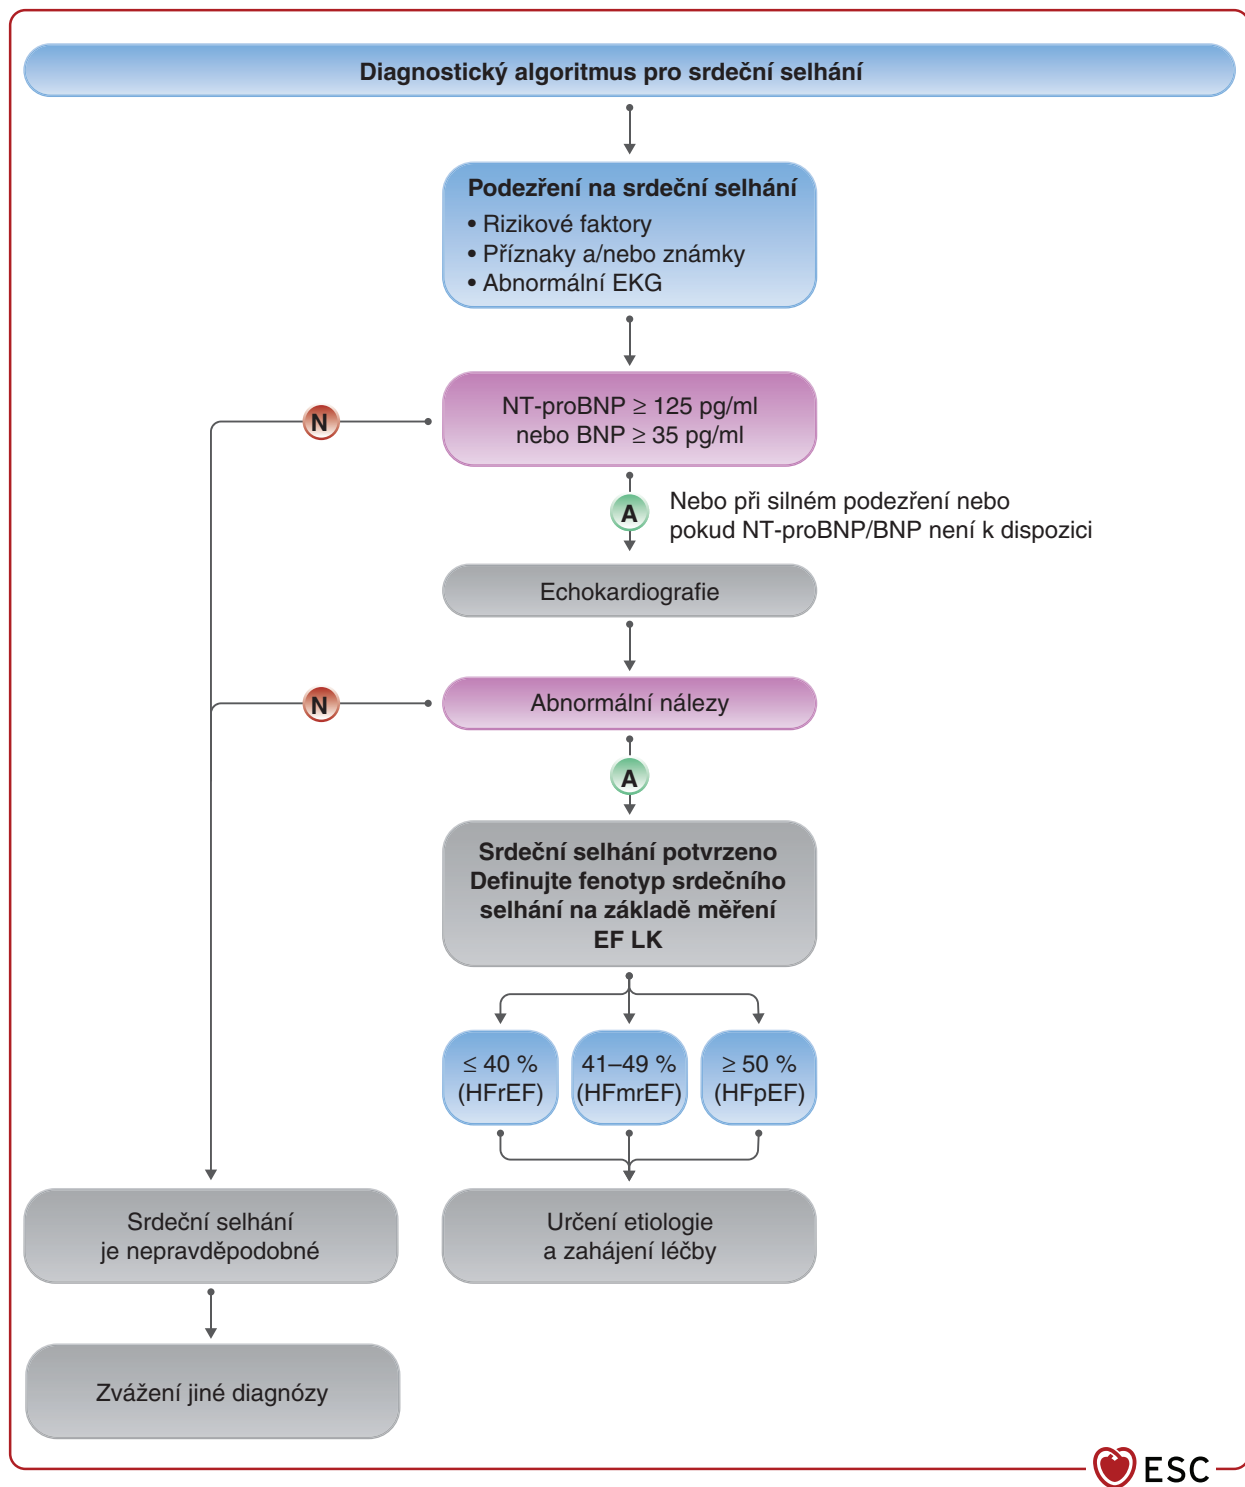 Diagnostický algoritmus pro srdeční selhání
Podezření na srdeční selhání
• Rizikové faktory
• Příznaky a/nebo známky
• Abnormální EKG
NT-proBNP ≥ 125 pg/ml
nebo BNP ≥ 35 pg/ml
N
A
Nebo při silném podezření nebo
pokud NT-proBNP/BNP není k dispozici
Echokardiografie
Abnormální nálezy
N
A
Srdeční selhání potvrzeno
Definujte fenotyp srdečního
selhání na základě měření
EF LK
≤ 40 %
(HFrEF)
41–49 %
(HFmrEF)
≥ 50 %
(HFpEF)
Srdeční selhání
je nepravděpodobné
Určení etiologie
a zahájení léčby
Zvážení jiné diagnózy
ESC